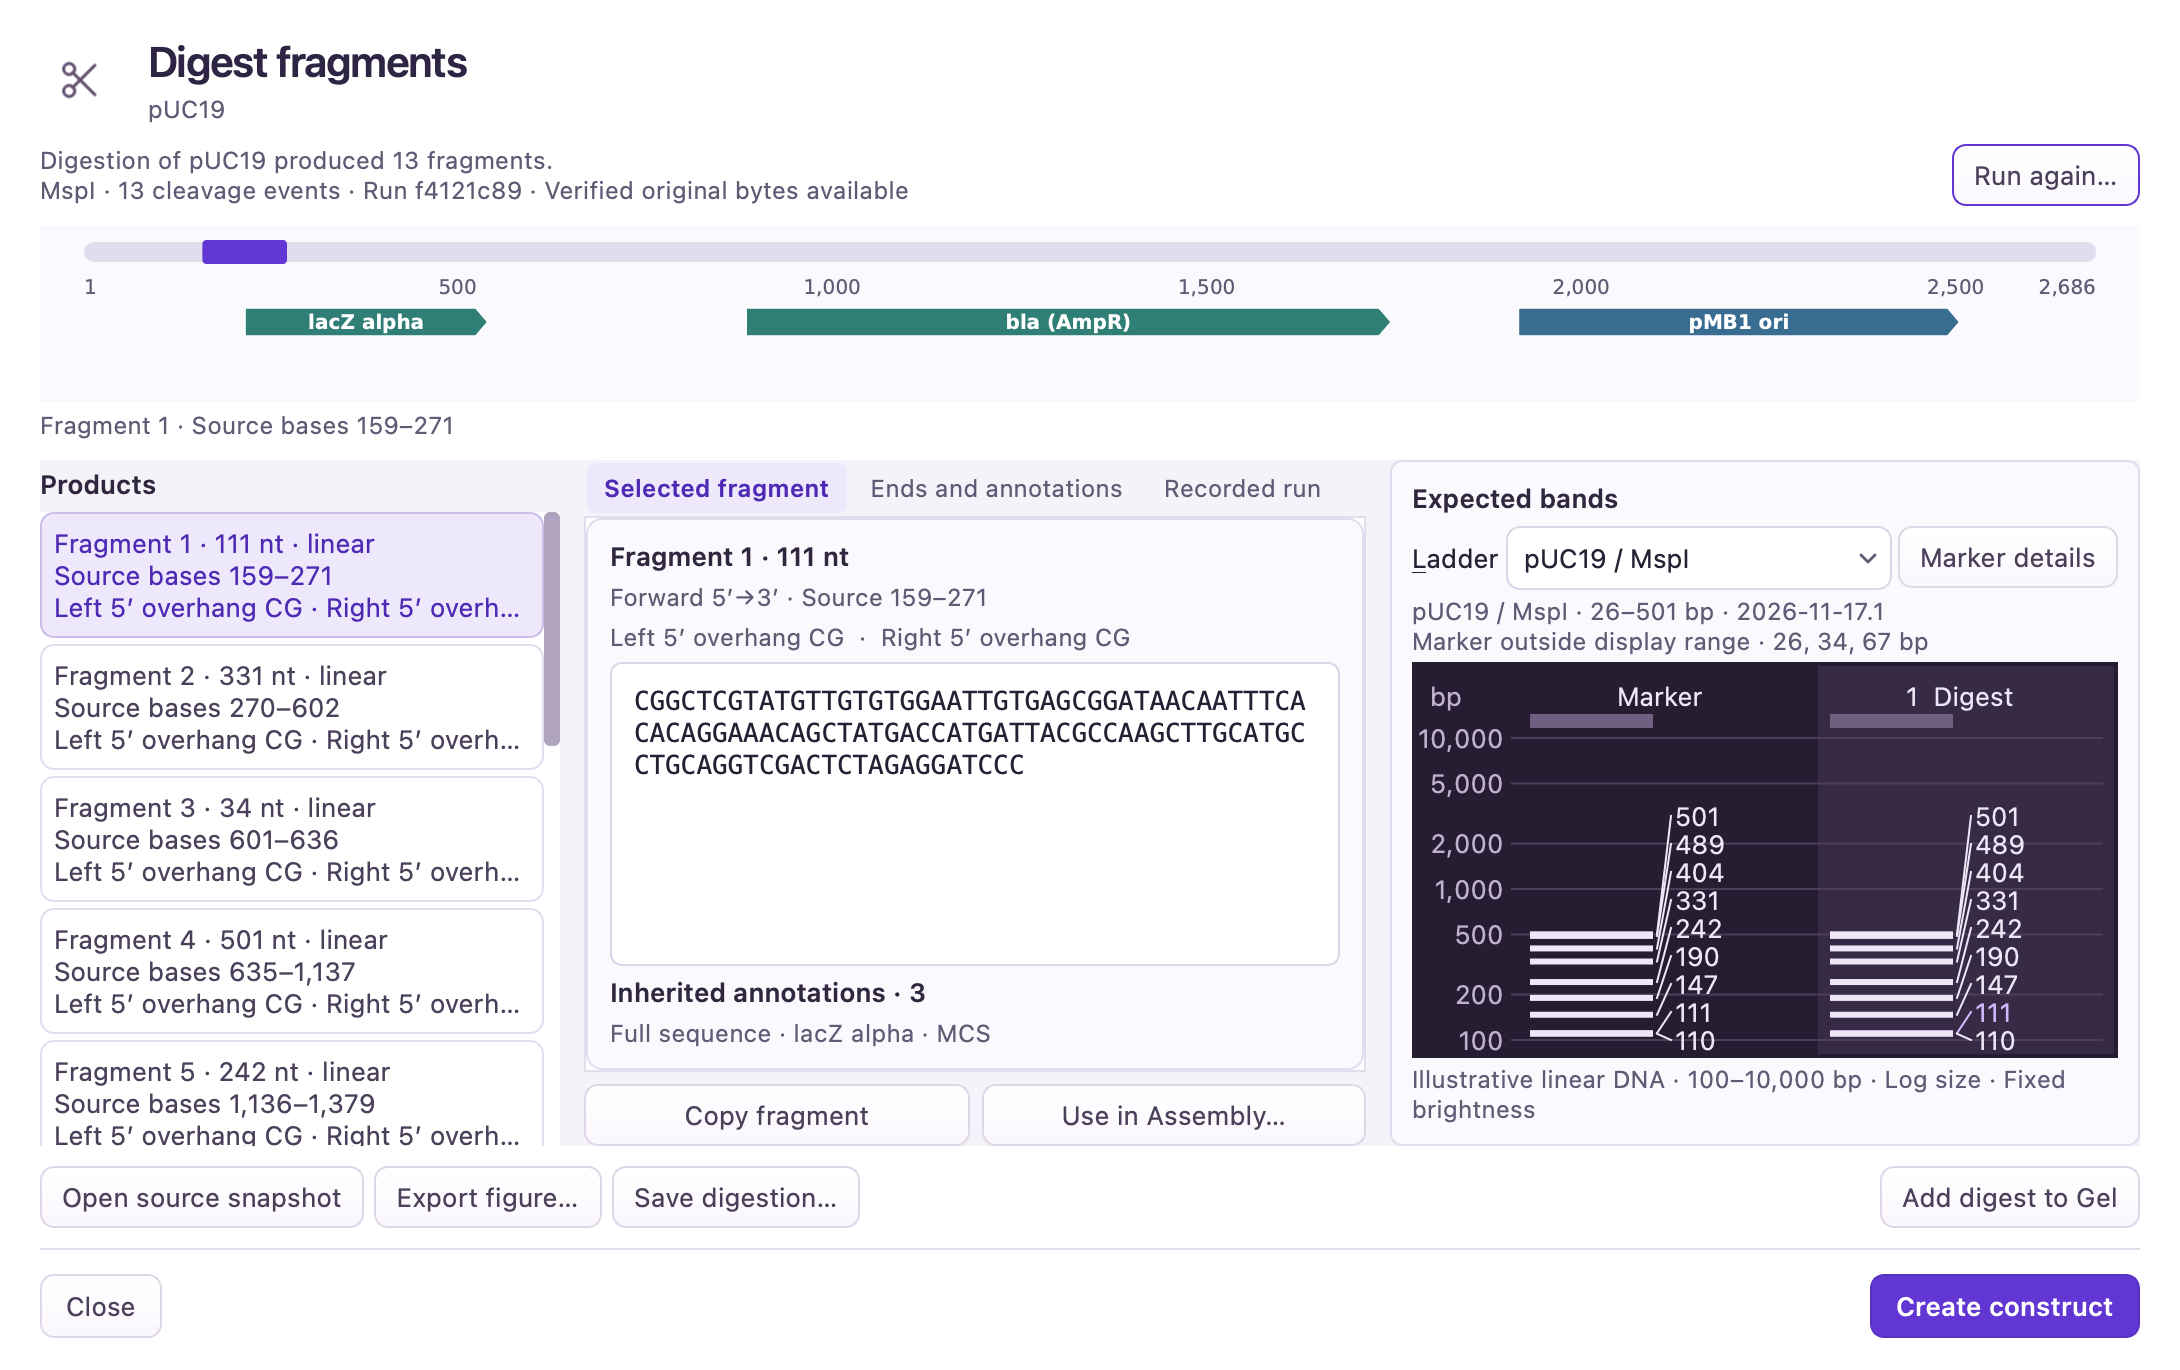 Digest fragments
pUC19
Digestion of pUC19 produced 13 fragments.
MspI · 13 cleavage events · Run f4121c89 · Verified original bytes available
Run again…
1 500 1,000 1,500 2,000 2,500 2,686
lacZ alpha bla (AmpR) pMB1 ori
Fragment 1 · Source bases 159–271
Products
Fragment 1 · 111 nt · linear
Source bases 159–271
Left 5′ overhang CG · Right 5′ overh…
Fragment 2 · 331 nt · linear
Source bases 270–602
Left 5′ overhang CG · Right 5′ overh…
Fragment 3 · 34 nt · linear
Source bases 601–636
Left 5′ overhang CG · Right 5′ overh…
Fragment 4 · 501 nt · linear
Source bases 635–1,137
Left 5′ overhang CG · Right 5′ overh…
Fragment 5 · 242 nt · linear
Source bases 1,136–1,379
Left 5′ overhang CG · Right 5′ overh…
Selected fragment Ends and annotations Recorded run
Fragment 1 · 111 nt
Forward 5′→3′ · Source 159–271
Left 5′ overhang CG · Right 5′ overhang CG
CGGCTCGTATGTTGTGTGGAATTGTGAGCGGATAACAATTTCA
CACAGGAAACAGCTATGACCATGATTACGCCAAGCTTGCATGC
CTGCAGGTCGACTCTAGAGGATCCC
Inherited annotations · 3
Full sequence · lacZ alpha · MCS
Copy fragment Use in Assembly…
Expected bands
Ladder pUC19 / MspI Marker details
pUC19 / MspI · 26–501 bp · 2026-11-17.1
Marker outside display range · 26, 34, 67 bp
bp Marker 1 Digest
10,000
5,000
2,000
1,000
500
200
100
501
489
404
331
242
190
147
111
110
501
489
404
331
242
190
147
111
110
Illustrative linear DNA · 100–10,000 bp · Log size · Fixed
brightness
Open source snapshot Export figure… Save digestion… Add digest to Gel
Close Create construct